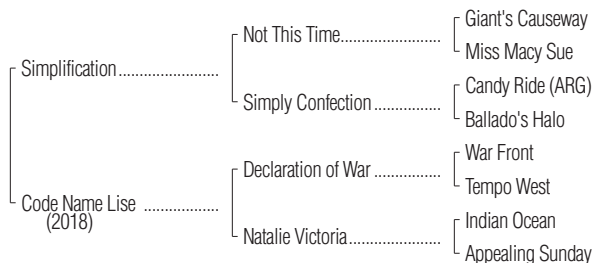 Giant's Causeway
Not This Time
Miss Macy Sue
Simplification
Candy Ride (ARG)
Simply Confection
Ballado's Halo
War Front
Declaration of War
Tempo West
Code Name Lise
(2018)
Indian Ocean
Natalie Victoria
Appealing Sunday